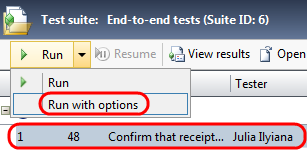 Test suite: End-to-end tests (Suite ID: 6)
Run Resume View results Open
Run
Tester
Run with options
1 48 Confirm that receipt... Julia Ilyiana